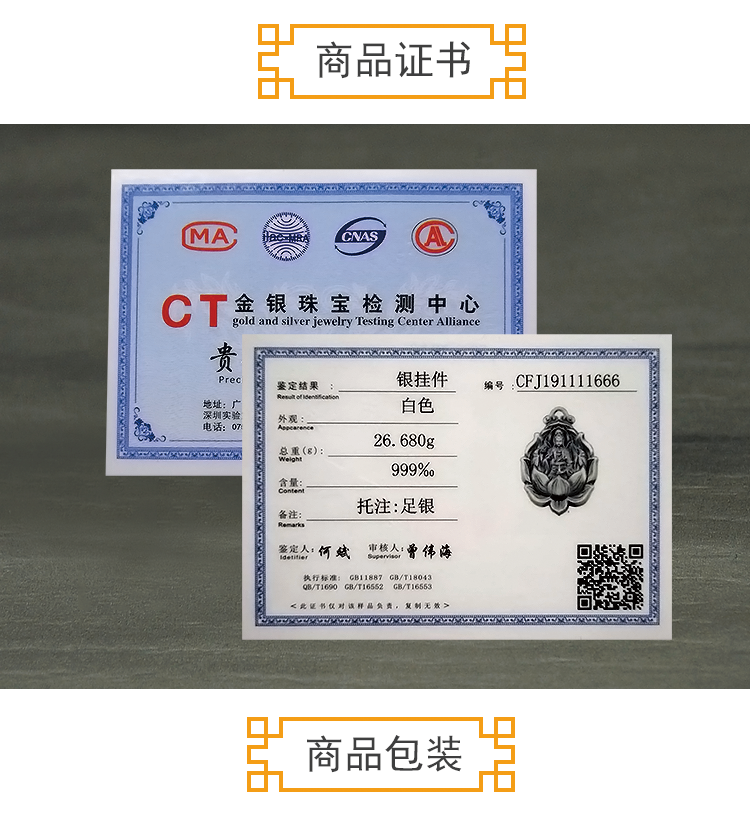 商品证书
MA
CNAS
CAL
CT 金银珠宝检测中心
gold and silver jewelry Testing Center Alliance
贵
Prec
地址：广
深圳实验
电话：07
鉴定结果： 银挂件
Result of Identification
编号：CFJ191111666
外观： 白色
Appearance
总重(g)： 26.680g
Weight
含量： 999‰
Content
备注： 托注:足银
Remarks
鉴定人：何斌 审核人：曾伟海
Idetifier Supervisor
执行标准： GB11887 GB/T18043
QB/T1690 GB/T16552 GB/T16553
<此证书仅对该样品负责，复制无效>
商品包装